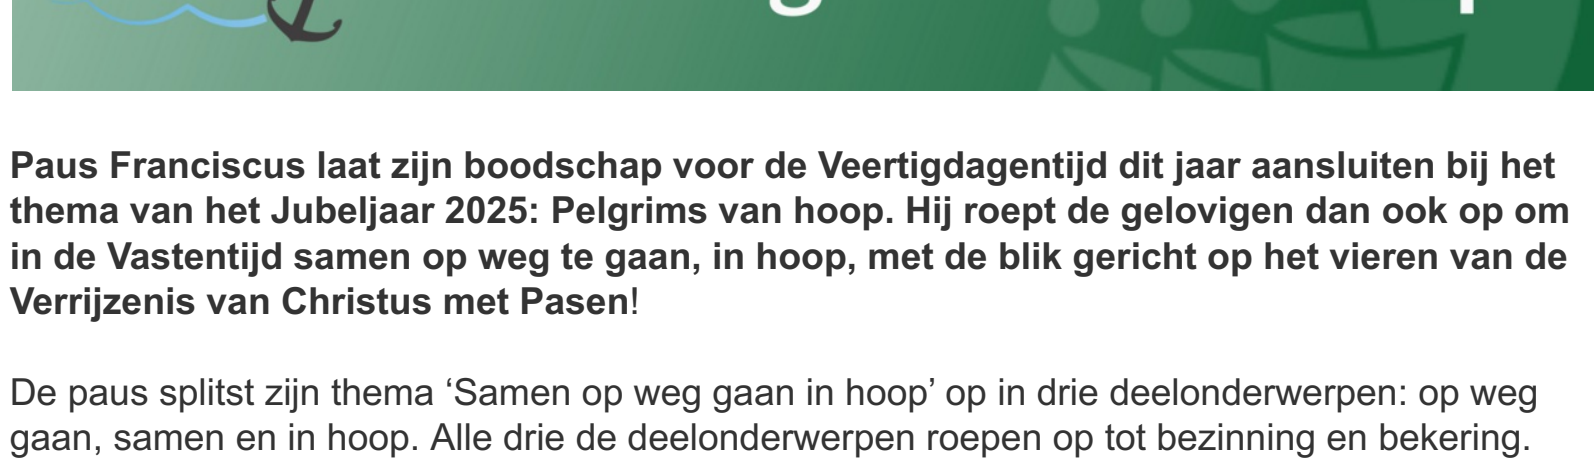 Paus Franciscus laat zijn boodschap voor de Veertigdagentijd dit jaar aansluiten bij het
thema van het Jubeljaar 2025: Pelgrims van hoop. Hij roept de gelovigen dan ook op om
in de Vastentijd samen op weg te gaan, in hoop, met de blik gericht op het vieren van de
Verrijzenis van Christus met Pasen!
De paus splitst zijn thema ‘Samen op weg gaan in hoop’ op in drie deelonderwerpen: op weg
gaan, samen en in hoop. Alle drie de deelonderwerpen roepen op tot bezinning en bekering.